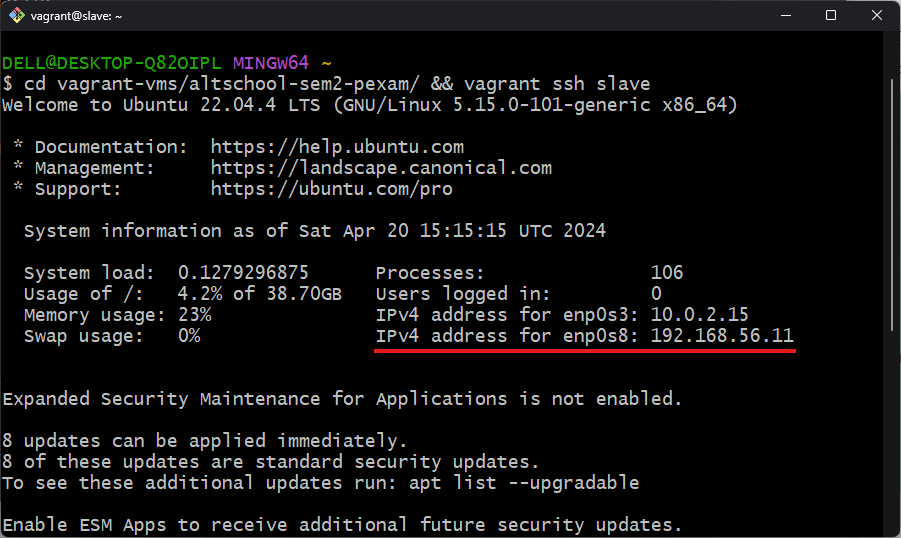 vagrant@slave: ~
DELL@DESKTOP-Q82OIPL MINGW64 ~
$ cd vagrant-vms/altschool-sem2-pexam/ && vagrant ssh slave
Welcome to Ubuntu 22.04.4 LTS (GNU/Linux 5.15.0-101-generic x86_64)
* Documentation: https://help.ubuntu.com
* Management: https://landscape.canonical.com
* Support: https://ubuntu.com/pro
System information as of Sat Apr 20 15:15:15 UTC 2024
System load: 0.1279296875 Processes: 106
Usage of /: 4.2% of 38.70GB Users logged in: 0
Memory usage: 23% IPv4 address for enp0s3: 10.0.2.15
Swap usage: 0% IPv4 address for enp0s8: 192.168.56.11
Expanded Security Maintenance for Applications is not enabled.
8 updates can be applied immediately.
8 of these updates are standard security updates.
To see these additional updates run: apt list --upgradable
Enable ESM Apps to receive additional future security updates.